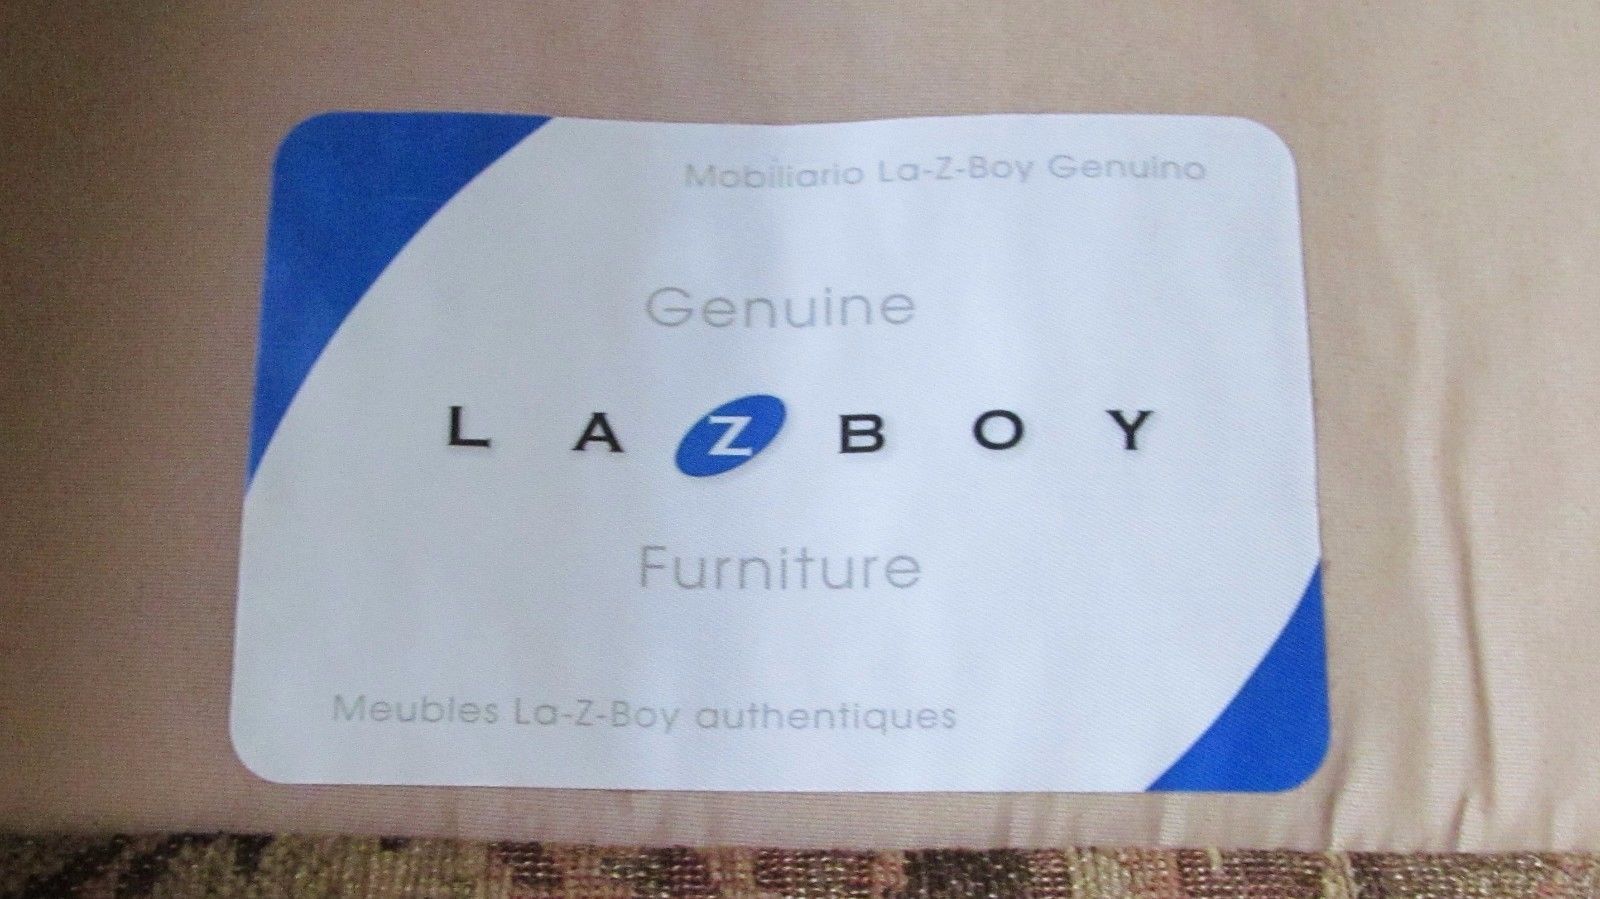 Mobiliario La-Z-Boy Genuino
Genuine
LAZBOY
Furniture
Meubles La-Z-Boy authentiques